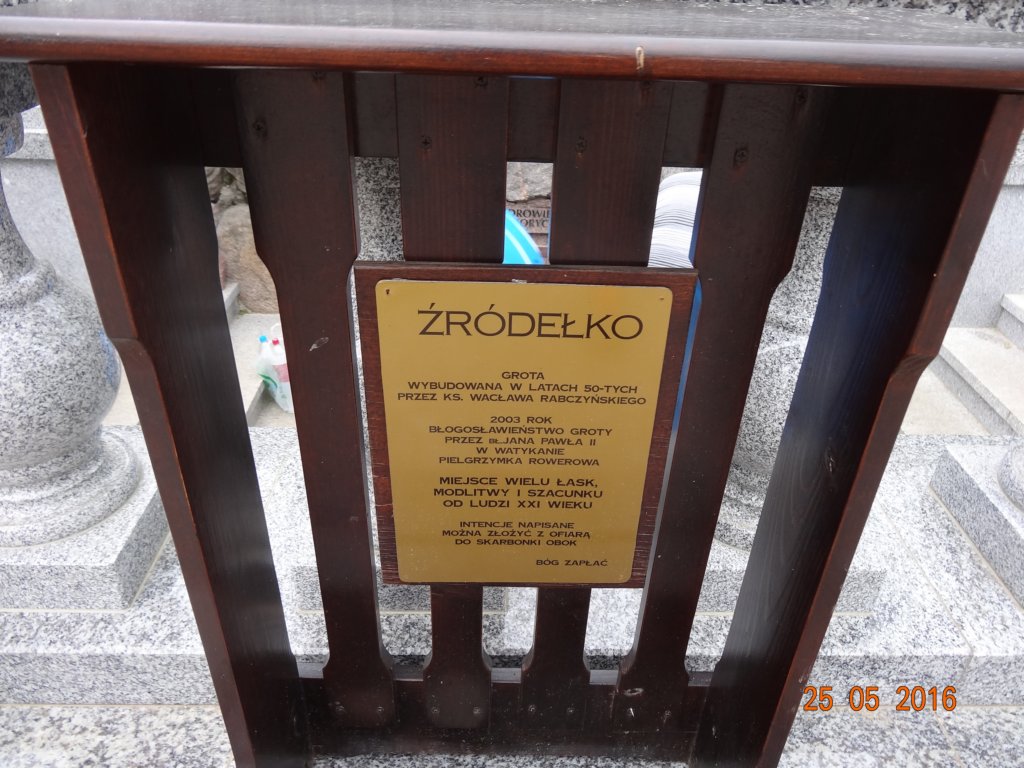 DROWIE
ORYC
ŹRÓDEŁKO
GROTA
WYBUDOWANA W LATACH 50-TYCH
PRZEZ KS. WACŁAWA RABCZYŃSKIEGO
2003 ROK
BŁOGOSŁAWIEŃSTWO GROTY
PRZEZ BŁ.JANA PAWŁA II
W WATYKANIE
PIELGRZYMKA ROWEROWA
MIEJSCE WIELU ŁASK,
MODLITWY I SZACUNKU
OD LUDZI XXI WIEKU
INTENCJE NAPISANE
MOŻNA ZŁOŻYĆ Z OFIARĄ
DO SKARBONKI OBOK
BÓG ZAPŁAĆ
25 05 2016